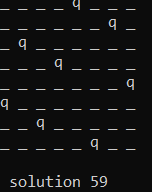 _ _ _ _ q _ _ _
_ _ _ _ _ _ q _
_ q _ _ _ _ _ _
_ _ _ q _ _ _ _
_ _ _ _ _ _ _ q
q _ _ _ _ _ _ _
_ _ q _ _ _ _ _
_ _ _ _ _ q _ _
solution 59